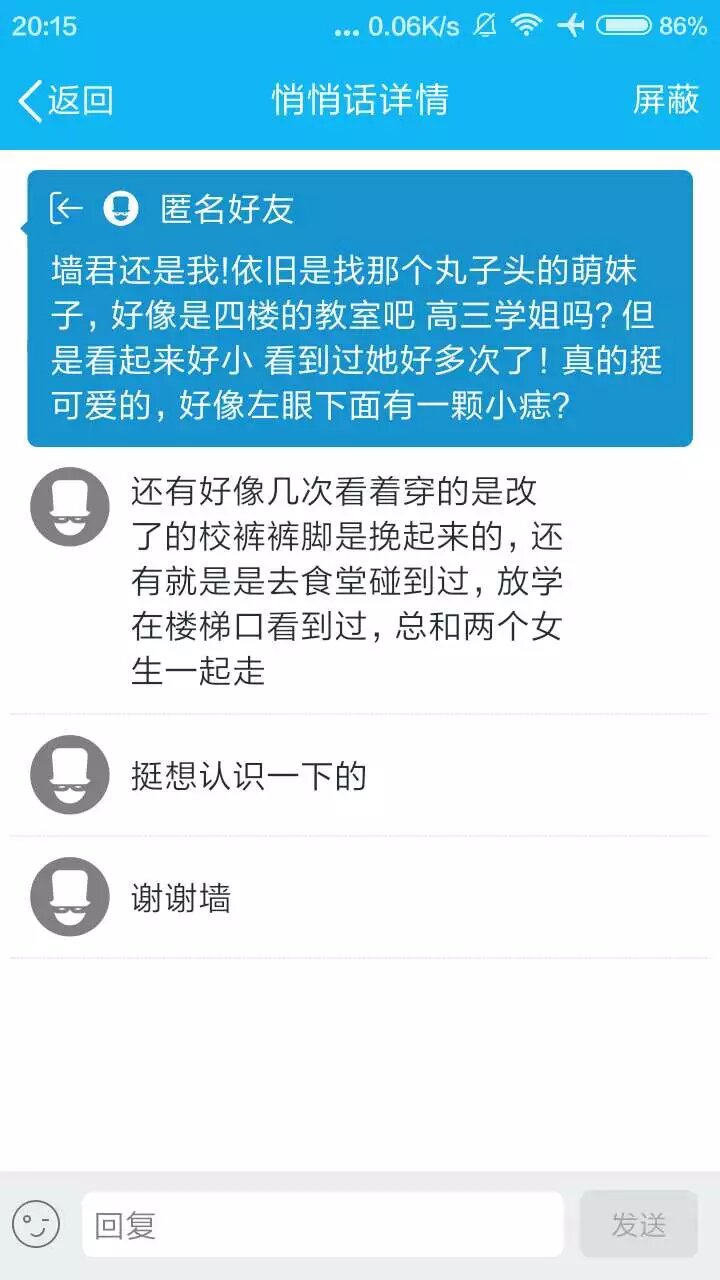 20:15
... 0.06K/s
86%
返回
悄悄话详情
屏蔽
匿名好友
墙君还是我!依旧是找那个丸子头的萌妹
子，好像是四楼的教室吧 高三学姐吗? 但
是看起来好小 看到过她好多次了！真的挺
可爱的，好像左眼下面有一颗小痣?
还有好像几次看着穿的是改
了的校裤裤脚是挽起来的，还
有就是是去食堂碰到过，放学
在楼梯口看到过，总和两个女
生一起走
挺想认识一下的
谢谢墙
回复
发送